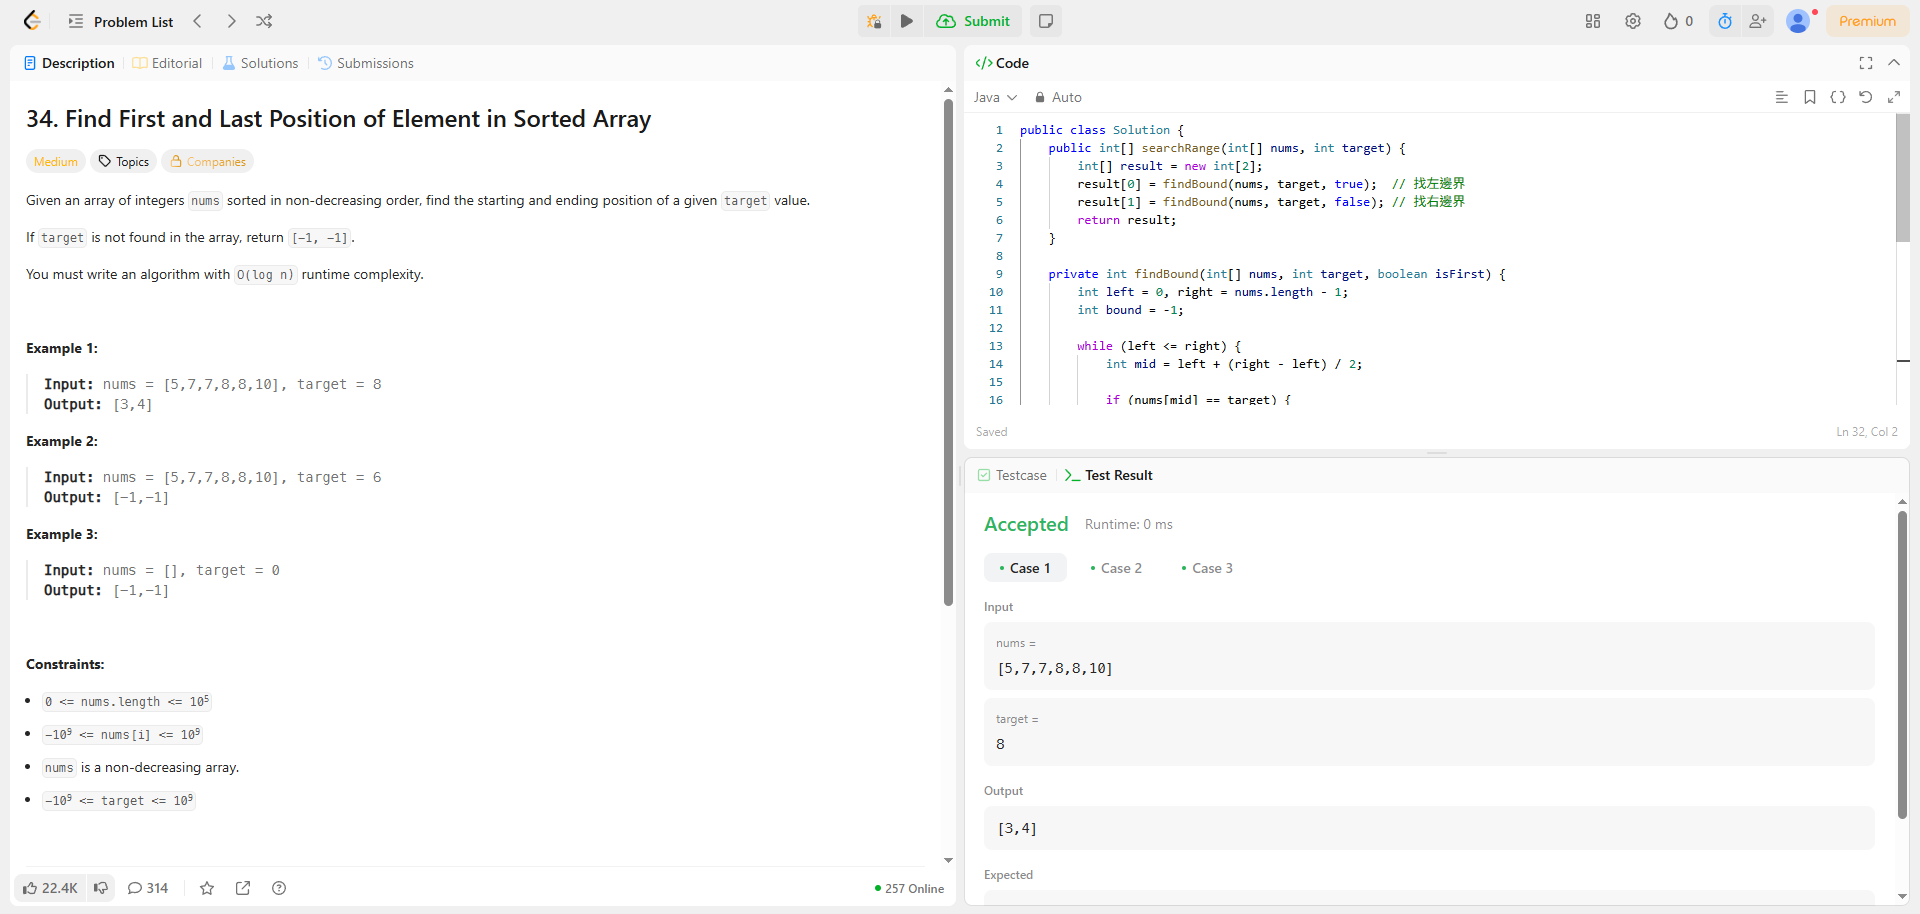 Problem List
Submit
0
Premium
Description
Editorial
Solutions
Submissions
34. Find First and Last Position of Element in Sorted Array
Medium
Topics
Companies
Given an array of integers nums sorted in non-decreasing order, find the starting and ending position of a given target value.
If target is not found in the array, return [-1, -1].
You must write an algorithm with O(log n) runtime complexity.
Example 1:
Input: nums = [5,7,7,8,8,10], target = 8
Output: [3,4]
Example 2:
Input: nums = [5,7,7,8,8,10], target = 6
Output: [-1,-1]
Example 3:
Input: nums = [], target = 0
Output: [-1,-1]
Constraints:
0 <= nums.length <= 10⁵
-10⁹ <= nums[i] <= 10⁹
nums is a non-decreasing array.
-10⁹ <= target <= 10⁹
22.4K
314
257 Online
</> Code
Java
Auto
1 public class Solution {
2 public int[] searchRange(int[] nums, int target) {
3 int[] result = new int[2];
4 result[0] = findBound(nums, target, true); // 找左邊界
5 result[1] = findBound(nums, target, false); // 找右邊界
6 return result;
7 }
8
9 private int findBound(int[] nums, int target, boolean isFirst) {
10 int left = 0, right = nums.length - 1;
11 int bound = -1;
12
13 while (left <= right) {
14 int mid = left + (right - left) / 2;
15
16 if (nums[mid] == target) {
Saved
Ln 32, Col 2
Testcase
Test Result
Accepted
Runtime: 0 ms
Case 1
Case 2
Case 3
Input
nums =
[5,7,7,8,8,10]
target =
8
Output
[3,4]
Expected